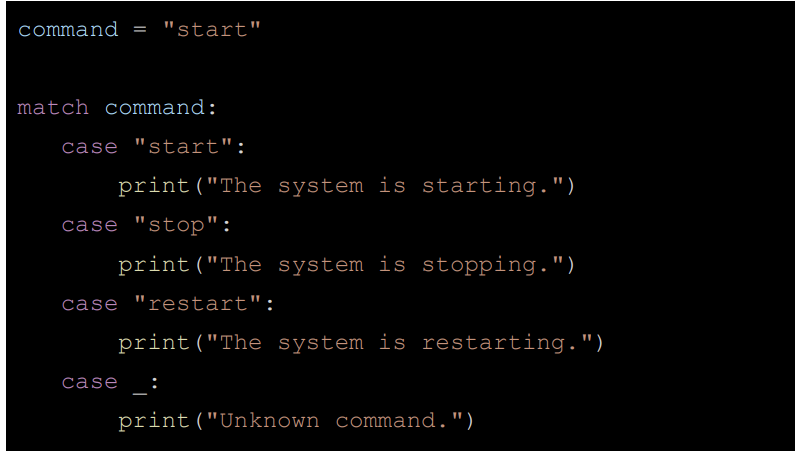 command = "start"
match command:
case "start":
print("The system is starting.")
case "stop":
print("The system is stopping.")
case "restart":
print("The system is restarting.")
case _:
print("Unknown command.")